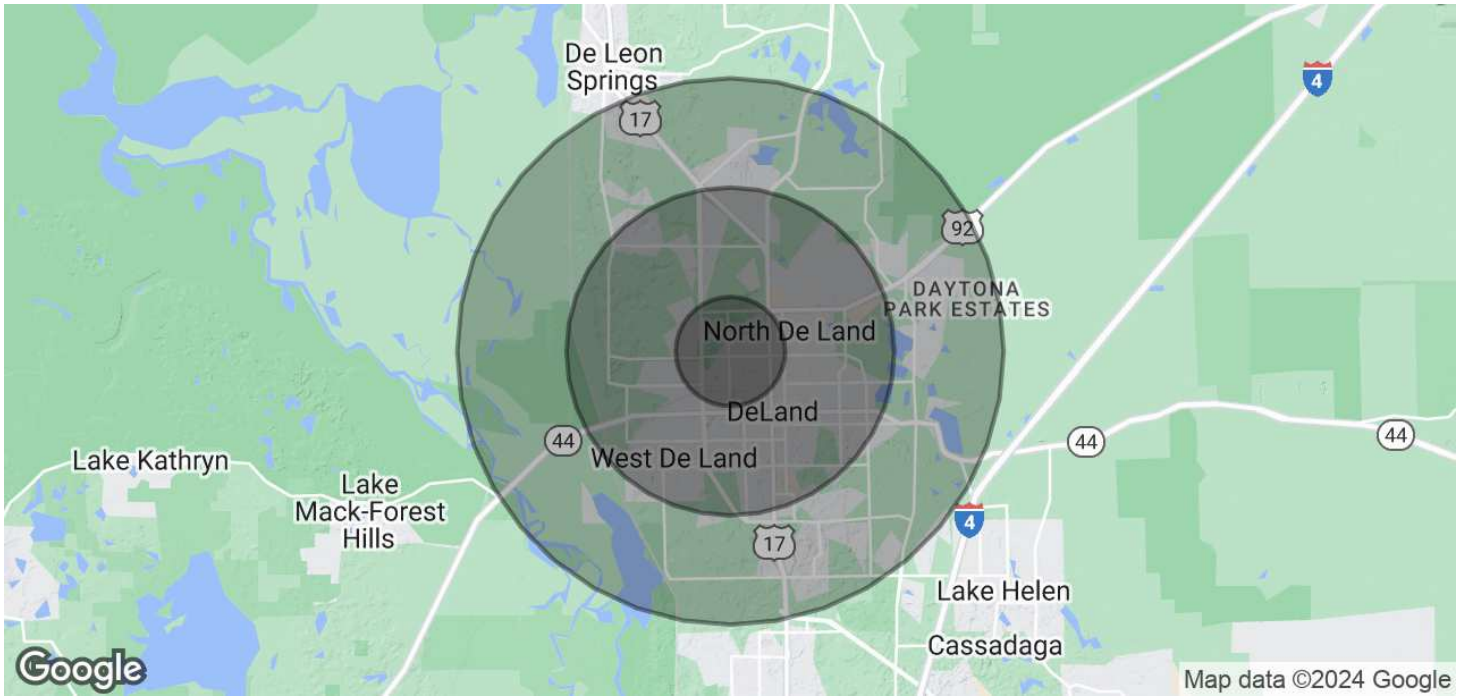 De Leon
Springs
17
4
92
DAYTONA
PARK ESTATES
North De Land
DeLand
44
44
44
West De Land
Lake Kathryn
Lake
Mack-Forest
Hills
4
17
Lake Helen
Cassadaga
Google
Map data ©2024 Google